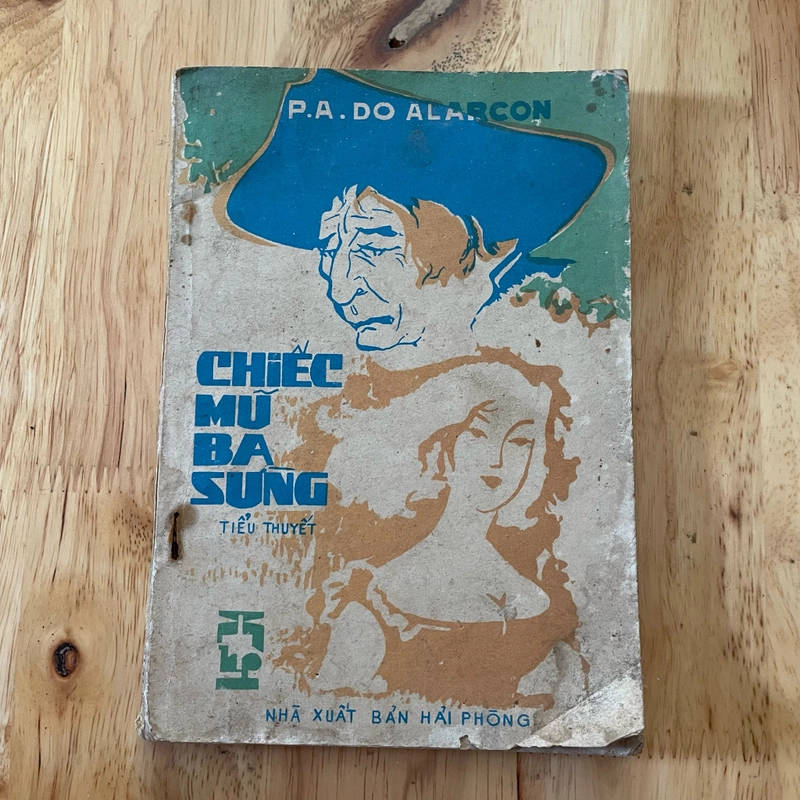 P.A. DO ALARCON
CHIẾC
MŨ
BA
SỪNG
TIỂU THUYẾT
NHÀ XUẤT BẢN HẢI PHÒNG